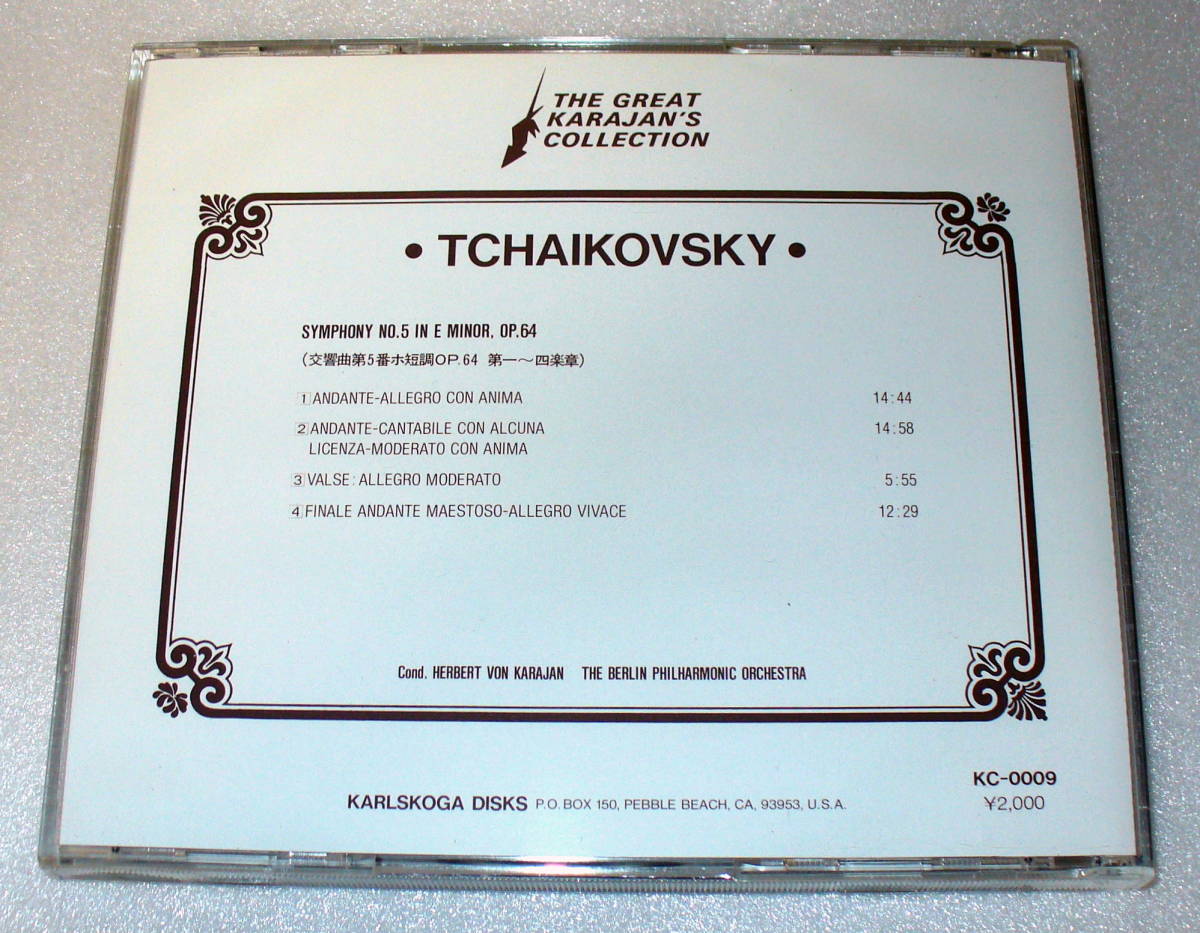 THE GREAT
KARAJAN'S
COLLECTION
• TCHAIKOVSKY •
SYMPHONY NO.5 IN E MINOR, OP.64
(交響曲第5番ホ短調OP.64 第一〜四楽章)
1 ANDANTE-ALLEGRO CON ANIMA 14:44
2 ANDANTE-CANTABILE CON ALCUNA 14:58
LICENZA-MODERATO CON ANIMA
3 VALSE: ALLEGRO MODERATO 5:55
4 FINALE ANDANTE MAESTOSO-ALLEGRO VIVACE 12:29
Cond. HERBERT VON KARAJAN THE BERLIN PHILHARMONIC ORCHESTRA
KC-0009
KARLSKOGA DISKS P.O. BOX 150, PEBBLE BEACH, CA, 93953, U.S.A.
¥2,000